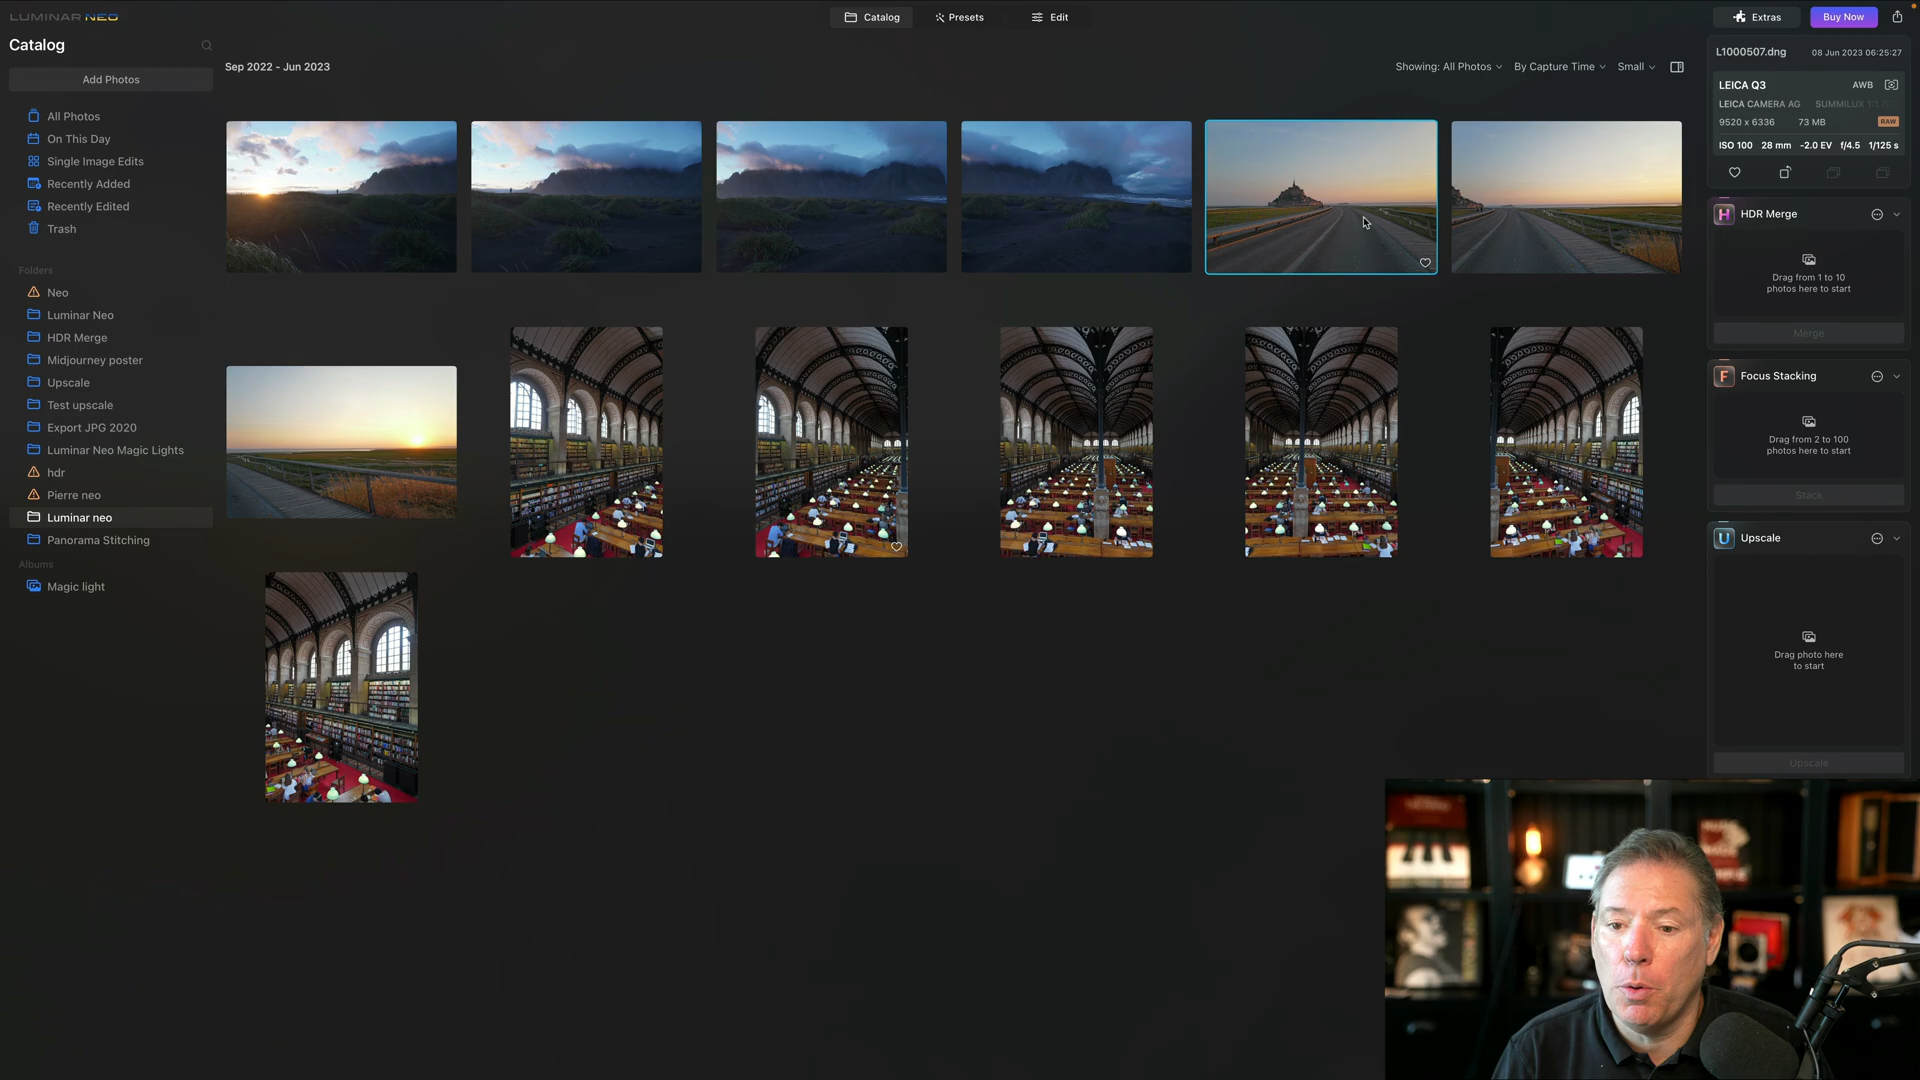 LUMINAR NEO
Catalog
Presets
Edit
Extras
Buy Now
Catalog
Add Photos
All Photos
On This Day
Single Image Edits
Recently Added
Recently Edited
Trash
Folders
Neo
Luminar Neo
HDR Merge
Midjourney poster
Upscale
Test upscale
Export JPG 2020
Luminar Neo Magic Lights
hdr
Pierre neo
Luminar neo
Panorama Stitching
Albums
Magic light
Sep 2022 - Jun 2023
Showing: All Photos
By Capture Time
Small
L1000507.dng
08 Jun 2023 06:25:27
LEICA Q3
AWB
LEICA CAMERA AG
SUMMILUX
9520 x 6336
73 MB
RAW
ISO 100 28 mm -2.0 EV f/4.5 1/125 s
H
HDR Merge
Drag from 1 to 10
photos here to start
Merge
F
Focus Stacking
Drag from 2 to 100
photos here to start
Stack
U
Upscale
Drag photo here
to start
Upscale